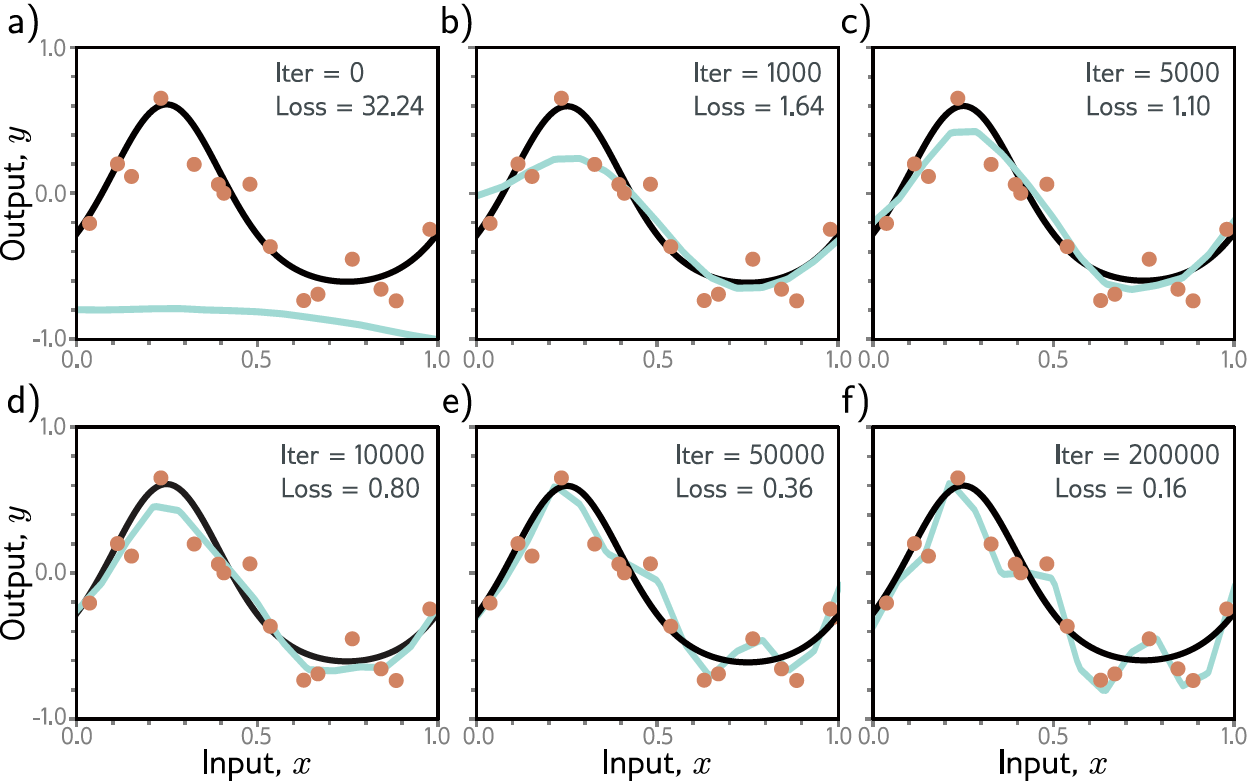 a)
Iter = 0
Loss = 32.24
1.0
0.0
-1.0
Output, y
0.0
0.5
1.0
b)
Iter = 1000
Loss = 1.64
0.0
0.5
1.0
c)
Iter = 5000
Loss = 1.10
0.0
0.5
1.0
d)
Iter = 10000
Loss = 0.80
1.0
0.0
-1.0
Output, y
0.0
0.5
1.0
Input, x
e)
Iter = 50000
Loss = 0.36
0.0
0.5
1.0
Input, x
f)
Iter = 200000
Loss = 0.16
0.0
0.5
1.0
Input, x